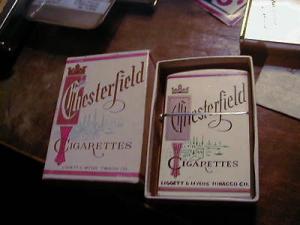 Chesterfield
CIGARETTES
LIGGETT & MYERS TOBACCO CO.
Chesterfield
CIGARETTES
LIGGETT & MYERS TOBACCO CO.